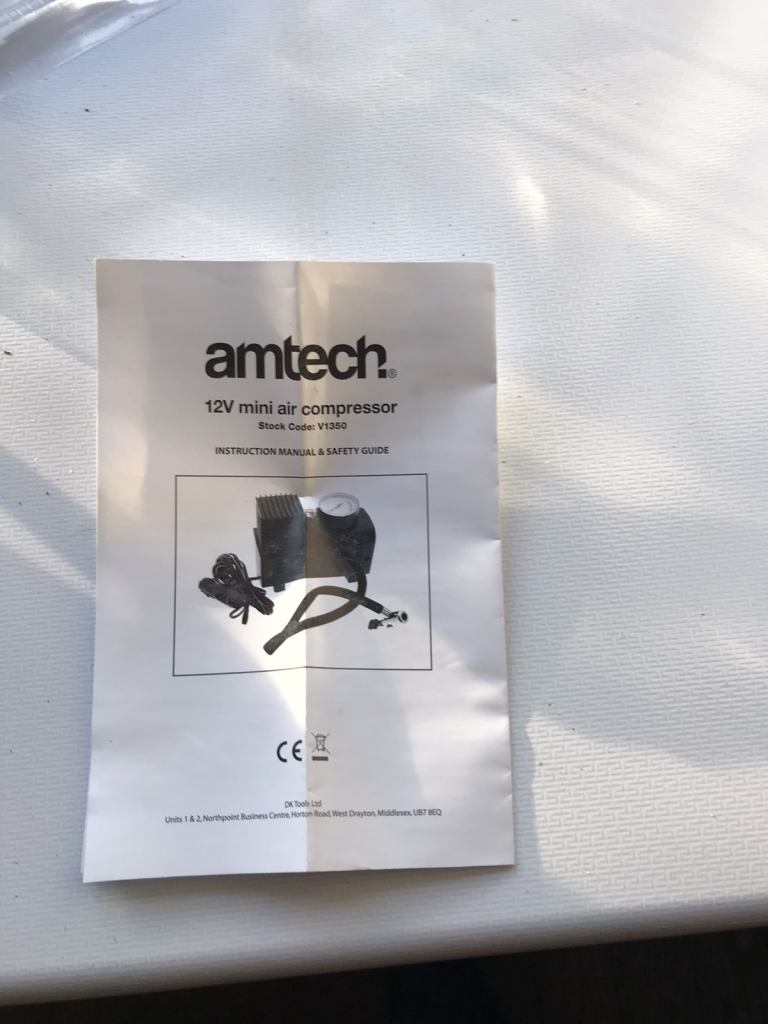 amtech®
12V mini air compressor
Stock Code: V1350
INSTRUCTION MANUAL & SAFETY GUIDE
CE
DK Tools Ltd
Units 1 & 2, Northpoint Business Centre, Horton Road, West Drayton, Middlesex, UB7 8EQ